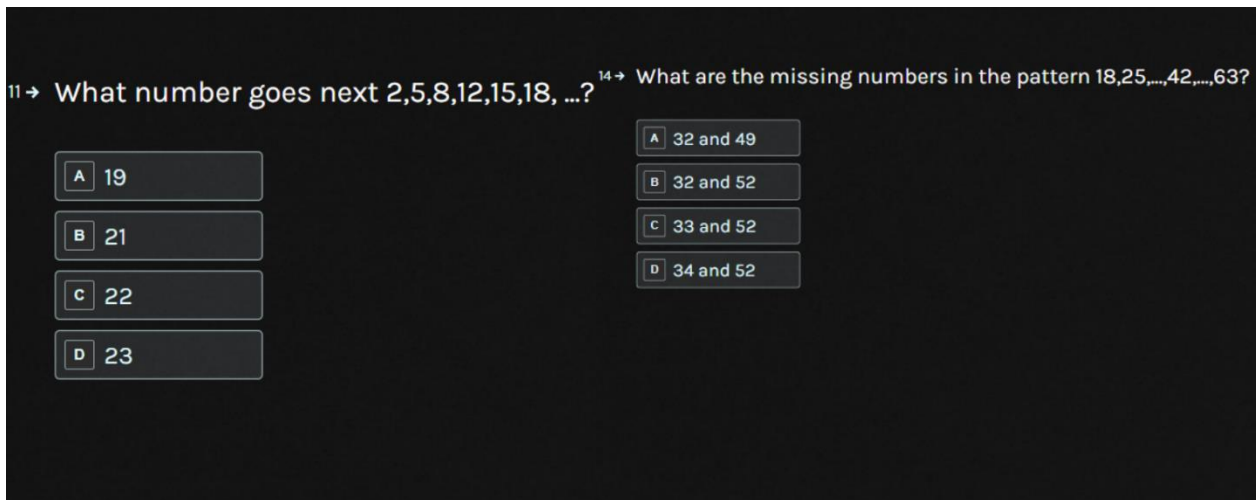 11→ What number goes next 2,5,8,12,15,18, ...?
A 19
B 21
C 22
D 23
14→ What are the missing numbers in the pattern 18,25,...,42,...,63?
A 32 and 49
B 32 and 52
C 33 and 52
D 34 and 52